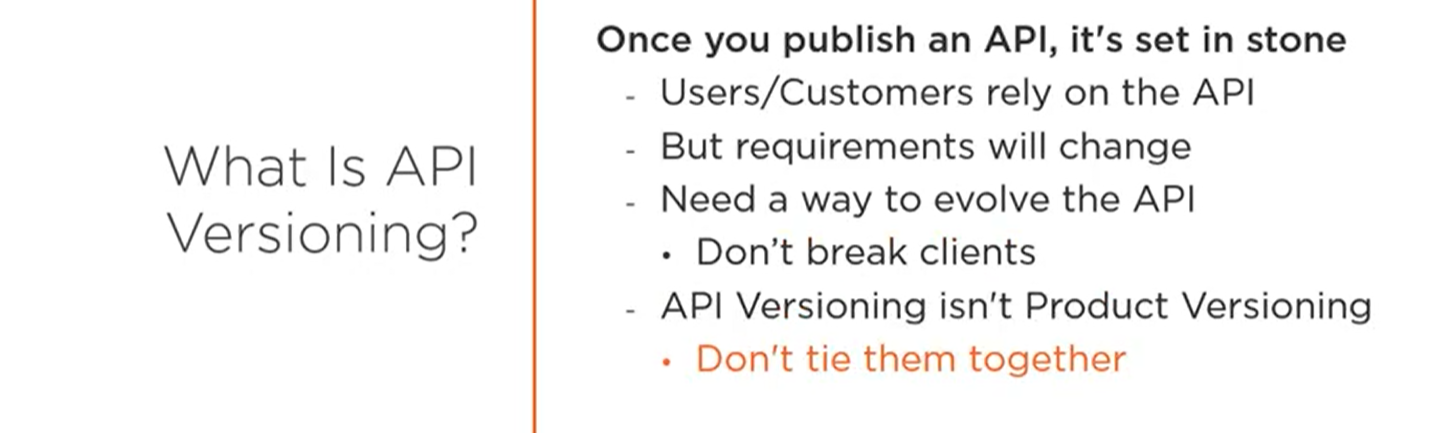 What Is API
Versioning?
Once you publish an API, it's set in stone
- Users/Customers rely on the API
- But requirements will change
- Need a way to evolve the API
• Don’t break clients
- API Versioning isn't Product Versioning
• Don't tie them together